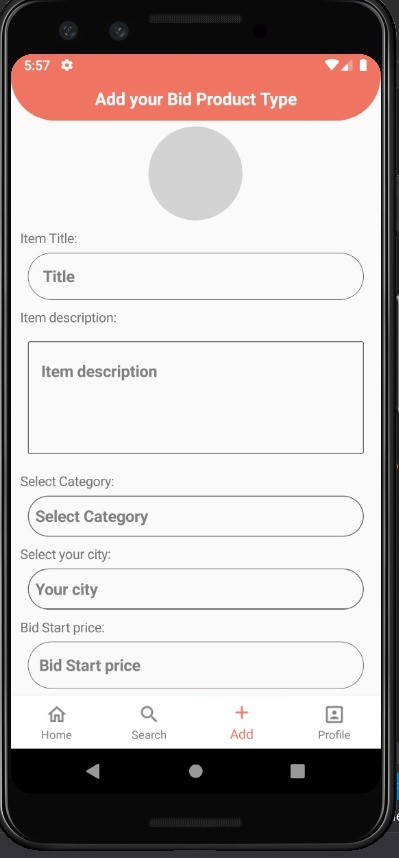 5:57
Add your Bid Product Type
Item Title:
Title
Item description:
Item description
Select Category:
Select Category
Select your city:
Your city
Bid Start price:
Bid Start price
Home Search Add Profile